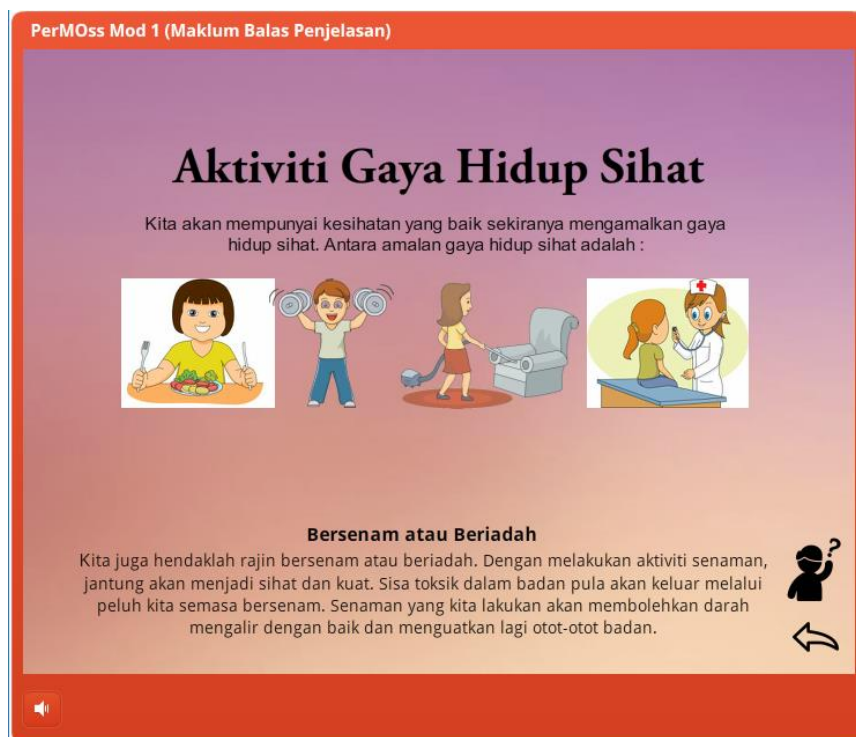 PerMOss Mod 1 (Maklum Balas Penjelasan)
Aktiviti Gaya Hidup Sihat
Kita akan mempunyai kesihatan yang baik sekiranya mengamalkan gaya
hidup sihat. Antara amalan gaya hidup sihat adalah :
Bersenam atau Beriadah
Kita juga hendaklah rajin bersenam atau beriadah. Dengan melakukan aktiviti senaman,
jantung akan menjadi sihat dan kuat. Sisa toksik dalam badan pula akan keluar melalui
peluh kita semasa bersenam. Senaman yang kita lakukan akan membolehkan darah
mengalir dengan baik dan menguatkan lagi otot-otot badan.
?